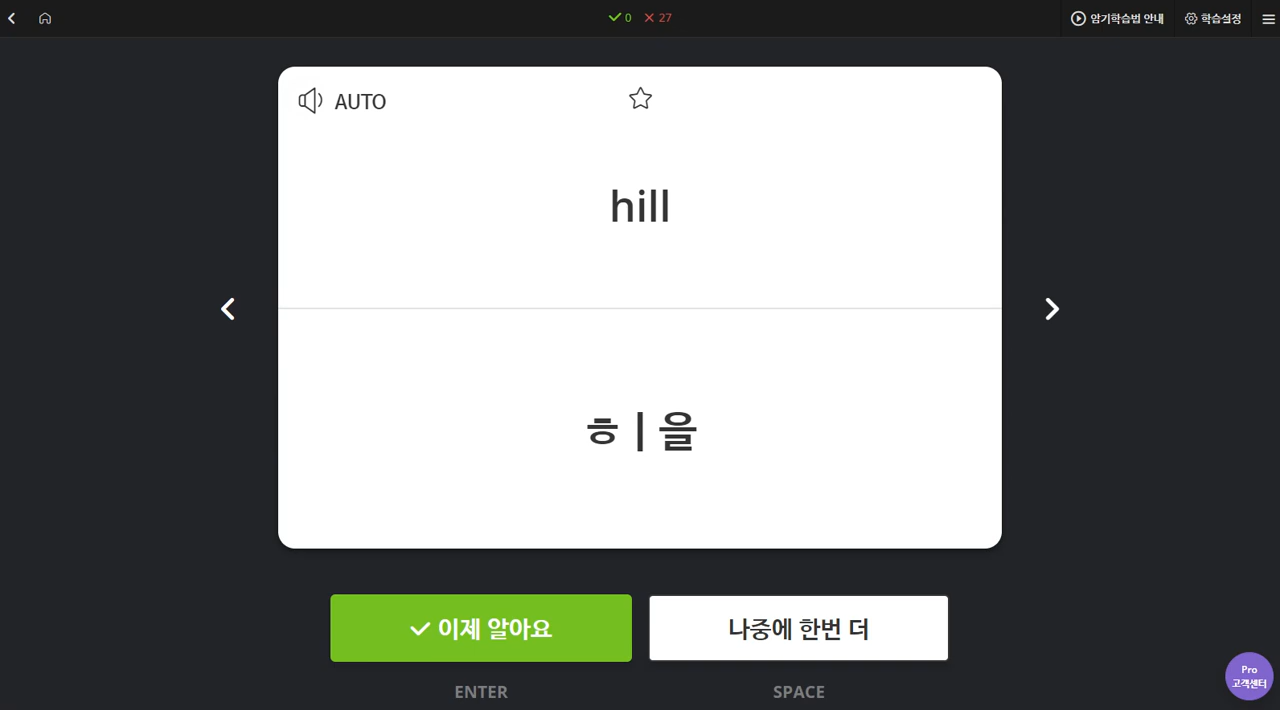 0 27
암기학습법 안내
학습설정
AUTO
hill
ㅎㅣ을
이제 알아요
나중에 한번 더
ENTER
SPACE
Pro
고객센터